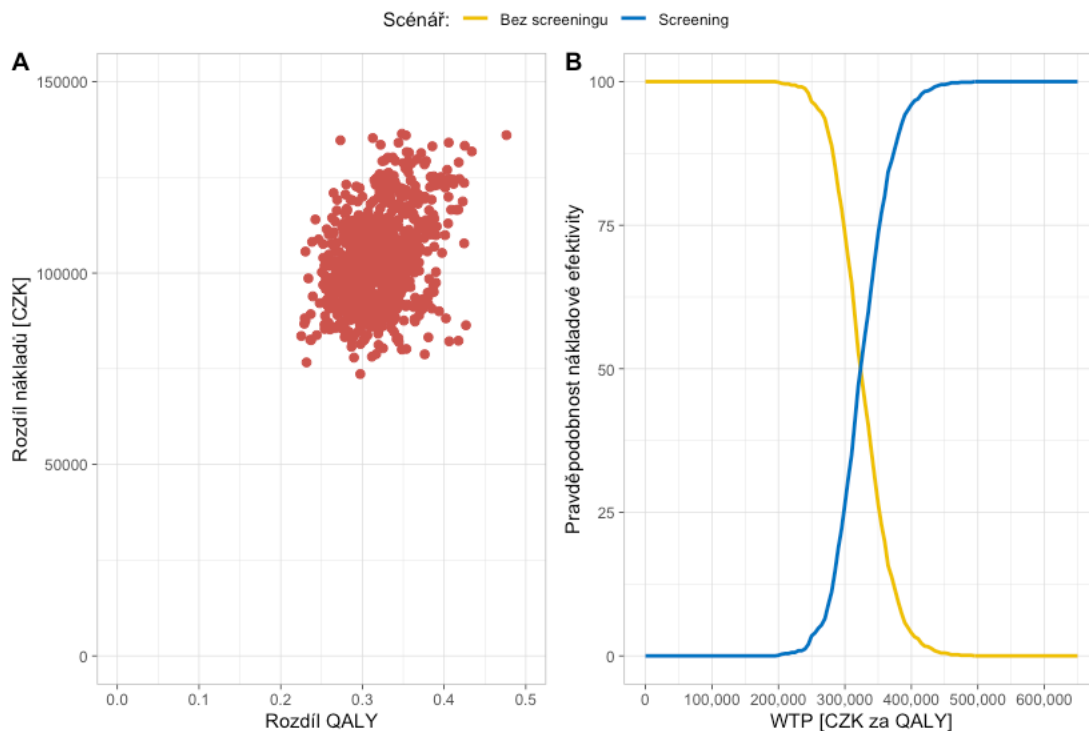 Scénář: Bez screeningu Screening
A
150000
100000
50000
0
Rozdíl nákladů [CZK]
0.0 0.1 0.2 0.3 0.4 0.5
Rozdíl QALY
B
100
75
50
25
0
Pravděpodobnost nákladové efektivity
0 100,000 200,000 300,000 400,000 500,000 600,000
WTP [CZK za QALY]